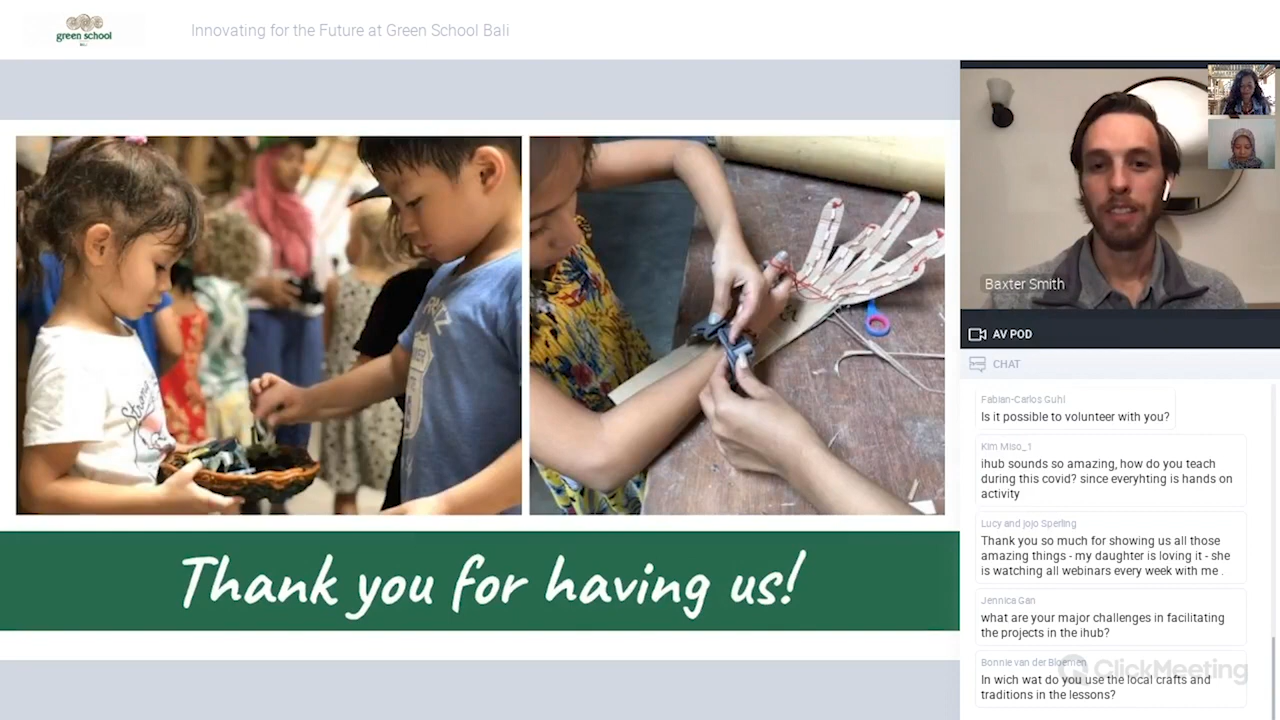 green school
Innovating for the Future at Green School Bali
Thank you for having us!
Baxter Smith
AV POD
CHAT
Fabian-Carlos Guhl
Is it possible to volunteer with you?
Kim Miso_1
ihub sounds so amazing, how do you teach
during this covid? since everyhting is hands on
activity
Lucy and jojo Sperling
Thank you so much for showing us all those
amazing things - my daughter is loving it - she
is watching all webinars every week with me .
Jennica Gan
what are your major challenges in facilitating
the projects in the ihub?
Bonnie van der Bloemen
In wich wat do you use the local crafts and
traditions in the lessons?
ClickMeeting